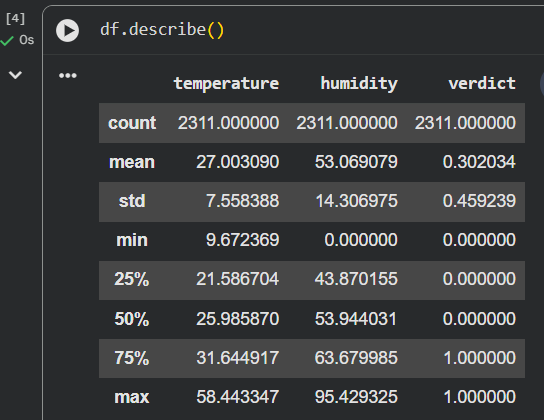 [4]
0s
df.describe()
temperature humidity verdict
count 2311.000000 2311.000000 2311.000000
mean 27.003090 53.069079 0.302034
std 7.558388 14.306975 0.459239
min 9.672369 0.000000 0.000000
25% 21.586704 43.870155 0.000000
50% 25.985870 53.944031 0.000000
75% 31.644917 63.679985 1.000000
max 58.443347 95.429325 1.000000